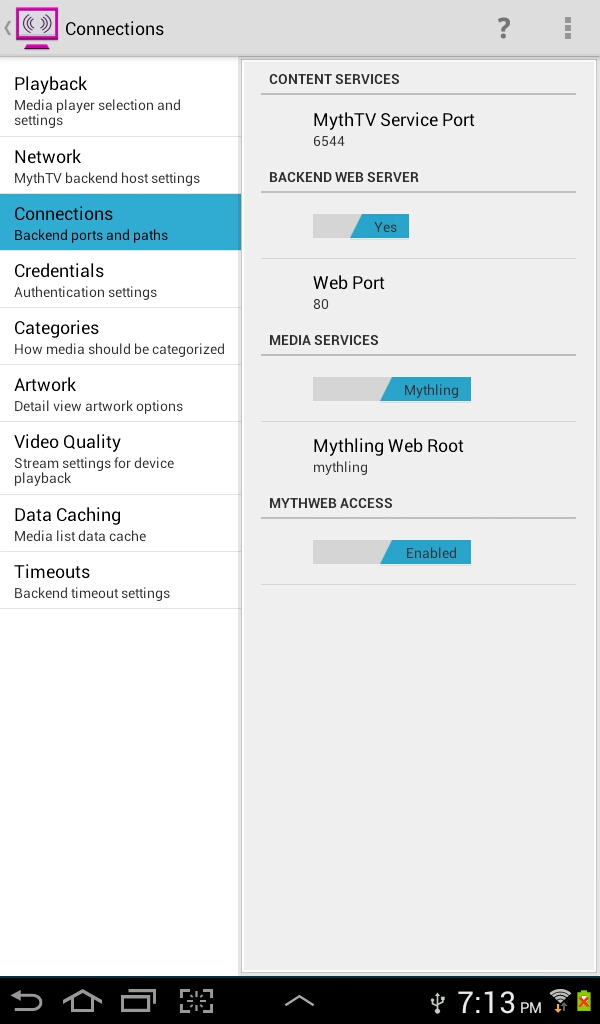 Connections
?
Playback
Media player selection and
settings
Network
MythTV backend host settings
Connections
Backend ports and paths
Credentials
Authentication settings
Categories
How media should be categorized
Artwork
Detail view artwork options
Video Quality
Stream settings for device
playback
Data Caching
Media list data cache
Timeouts
Backend timeout settings
CONTENT SERVICES
MythTV Service Port
6544
BACKEND WEB SERVER
Yes
Web Port
80
MEDIA SERVICES
Mythling
Mythling Web Root
mythling
MYTHWEB ACCESS
Enabled
7:13 PM